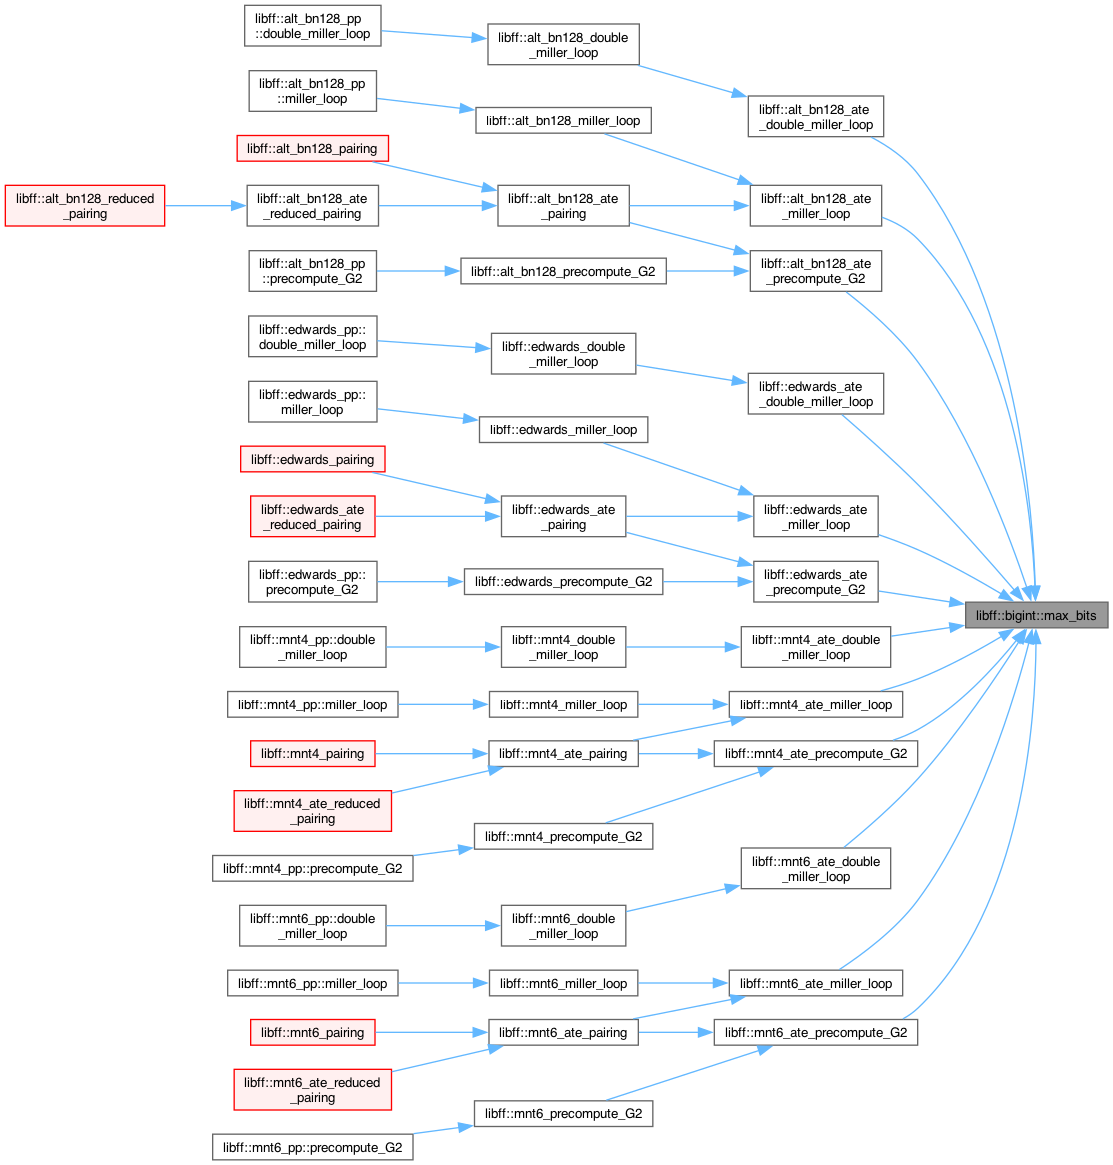 libff::alt_bn128_pp
::double_miller_loop
libff::alt_bn128_double
_miller_loop
libff::alt_bn128_pp
::miller_loop
libff::alt_bn128_ate
_double_miller_loop
libff::alt_bn128_miller_loop
libff::alt_bn128_pairing
libff::alt_bn128_reduced
_pairing
libff::alt_bn128_ate
_reduced_pairing
libff::alt_bn128_ate
_pairing
libff::alt_bn128_ate
_miller_loop
libff::alt_bn128_pp
::precompute_G2
libff::alt_bn128_precompute_G2
libff::alt_bn128_ate
_precompute_G2
libff::edwards_pp::
double_miller_loop
libff::edwards_double
_miller_loop
libff::edwards_ate
_double_miller_loop
libff::edwards_pp::
miller_loop
libff::edwards_miller_loop
libff::edwards_pairing
libff::edwards_ate
_reduced_pairing
libff::edwards_ate
_pairing
libff::edwards_ate
_miller_loop
libff::edwards_pp::
precompute_G2
libff::edwards_precompute_G2
libff::edwards_ate
_precompute_G2
libff::bigint::max_bits
libff::mnt4_pp::double
_miller_loop
libff::mnt4_double
_miller_loop
libff::mnt4_ate_double
_miller_loop
libff::mnt4_pp::miller_loop
libff::mnt4_miller_loop
libff::mnt4_ate_miller_loop
libff::mnt4_pairing
libff::mnt4_ate_pairing
libff::mnt4_ate_precompute_G2
libff::mnt4_ate_reduced
_pairing
libff::mnt4_precompute_G2
libff::mnt4_pp::precompute_G2
libff::mnt6_ate_double
_miller_loop
libff::mnt6_pp::double
_miller_loop
libff::mnt6_double
_miller_loop
libff::mnt6_pp::miller_loop
libff::mnt6_miller_loop
libff::mnt6_ate_miller_loop
libff::mnt6_pairing
libff::mnt6_ate_pairing
libff::mnt6_ate_precompute_G2
libff::mnt6_ate_reduced
_pairing
libff::mnt6_precompute_G2
libff::mnt6_pp::precompute_G2